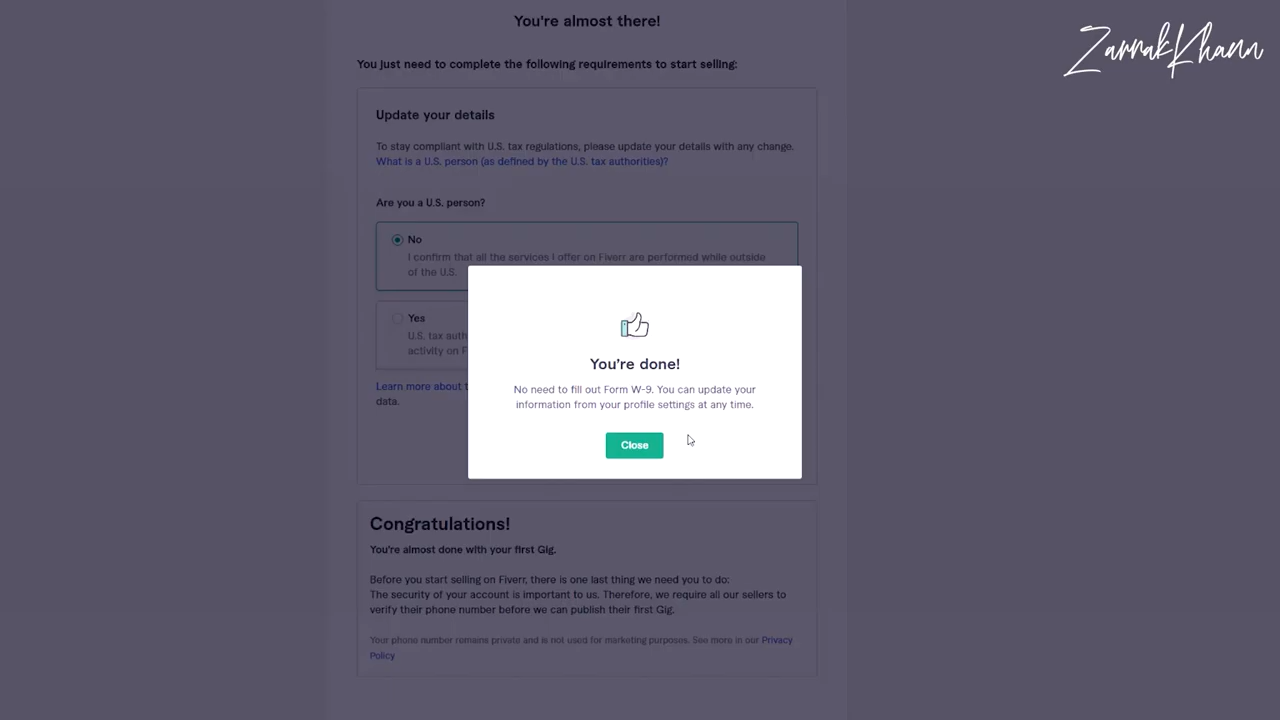 You're almost there!
ZarrakKhann
You just need to complete the following requirements to start selling:
Update your details
To stay compliant with U.S. tax regulations, please update your details with any change.
What is a U.S. person (as defined by the U.S. tax authorities)?
Are you a U.S. person?
No
I confirm that all the services I offer on Fiverr are performed while outside
of the U.S.
Yes
U.S. tax auth
activity on F
Learn more about t
data.
You're done!
No need to fill out Form W-9. You can update your
information from your profile settings at any time.
Close
Congratulations!
You're almost done with your first Gig.
Before you start selling on Fiverr, there is one last thing we need you to do:
The security of your account is important to us. Therefore, we require all our sellers to
verify their phone number before we can publish their first Gig.
Your phone number remains private and is not used for marketing purposes. See more in our Privacy
Policy